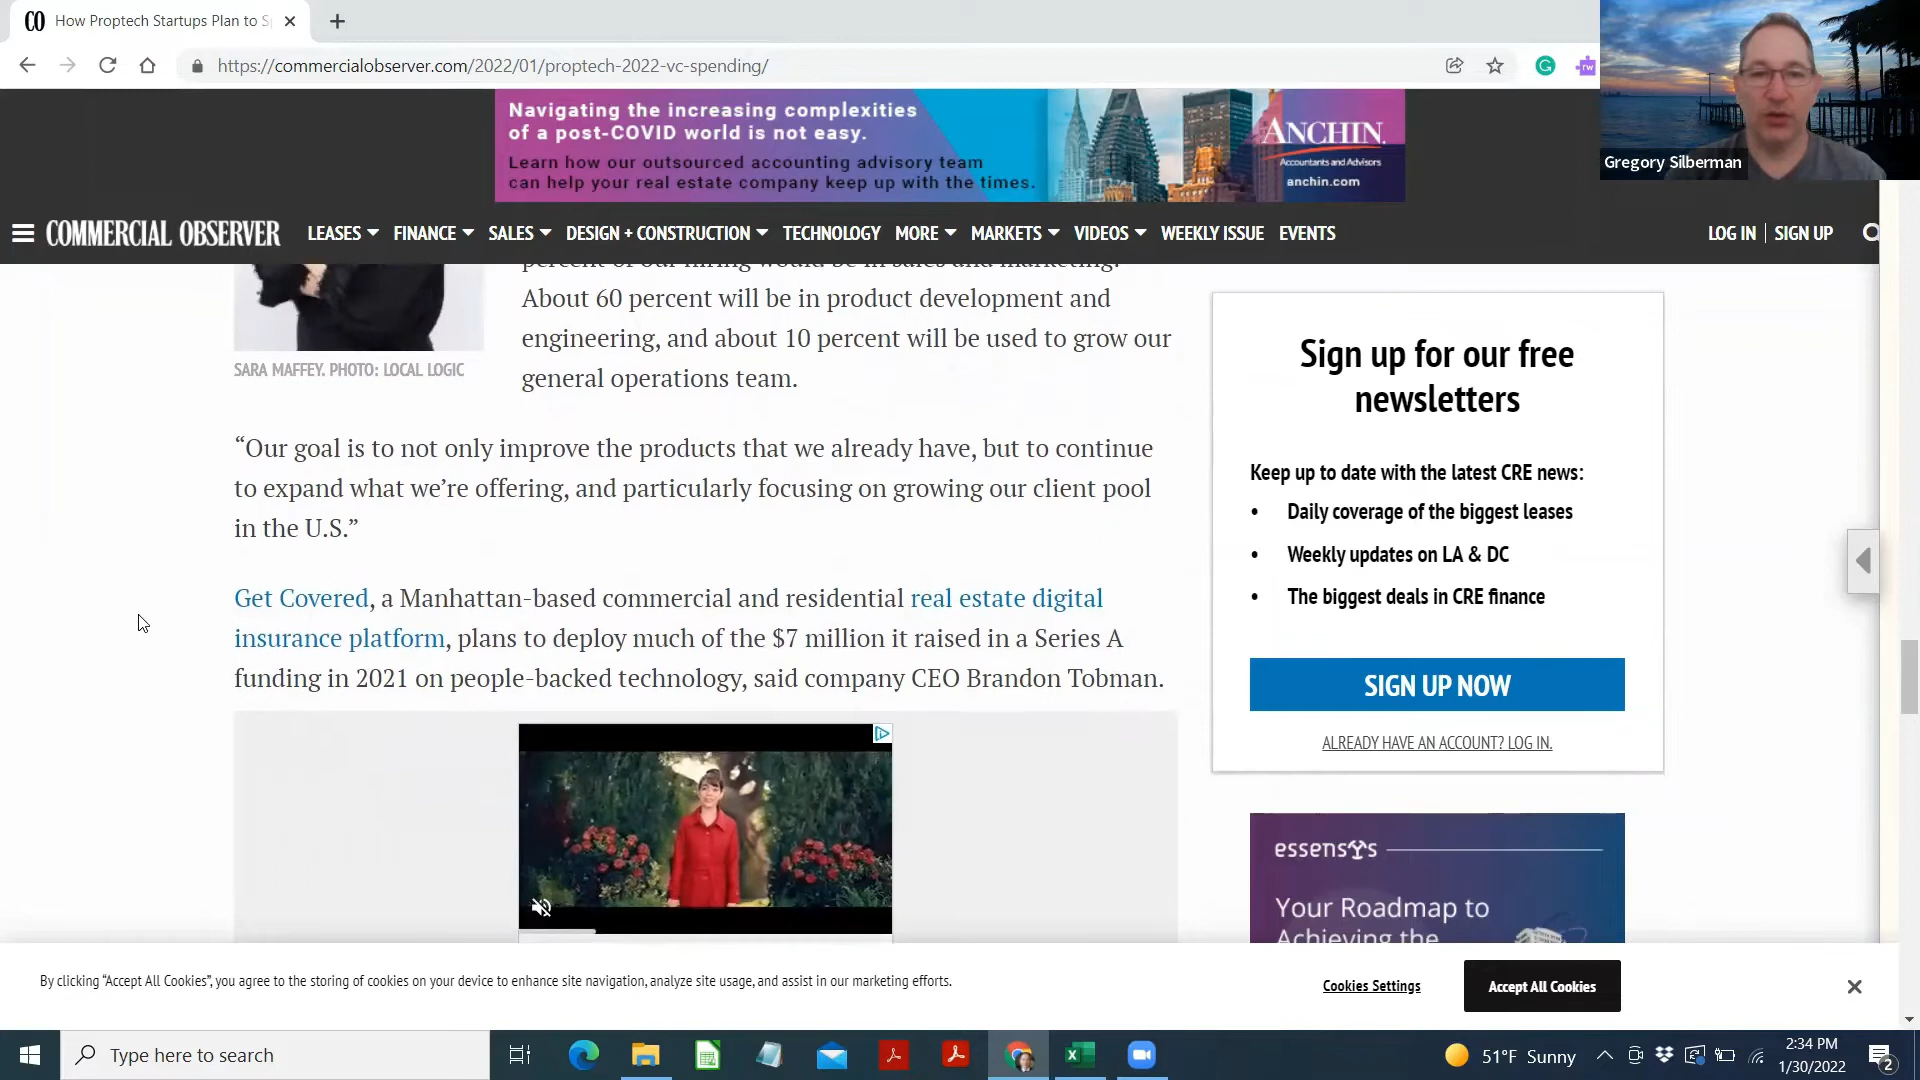 How Proptech Startups Plan to S
https://commercialobserver.com/2022/01/proptech-2022-vc-spending/
Gregory Silberman
Navigating the increasing complexities
of a post-COVID world is not easy.
Learn how our outsourced accounting advisory team
can help your real estate company keep up with the times.
ANCHIN.
Accountants and Advisors
anchin.com
COMMERCIAL OBSERVER
LEASES FINANCE SALES DESIGN + CONSTRUCTION TECHNOLOGY MORE MARKETS VIDEOS WEEKLY ISSUE EVENTS
LOG IN | SIGN UP
percent of our hiring would be in sales and marketing.
About 60 percent will be in product development and
engineering, and about 10 percent will be used to grow our
general operations team.
SARA MAFFEY. PHOTO: LOCAL LOGIC
“Our goal is to not only improve the products that we already have, but to continue
to expand what we’re offering, and particularly focusing on growing our client pool
in the U.S.”
Get Covered, a Manhattan-based commercial and residential real estate digital
insurance platform, plans to deploy much of the $7 million it raised in a Series A
funding in 2021 on people-backed technology, said company CEO Brandon Tobman.
Sign up for our free
newsletters
Keep up to date with the latest CRE news:
• Daily coverage of the biggest leases
• Weekly updates on LA & DC
• The biggest deals in CRE finance
SIGN UP NOW
ALREADY HAVE AN ACCOUNT? LOG IN.
essensys
Your Roadmap to
Achieving the
By clicking “Accept All Cookies”, you agree to the storing of cookies on your device to enhance site navigation, analyze site usage, and assist in our marketing efforts.
Cookies Settings
Accept All Cookies
Type here to search
51°F Sunny
2:34 PM
1/30/2022
2